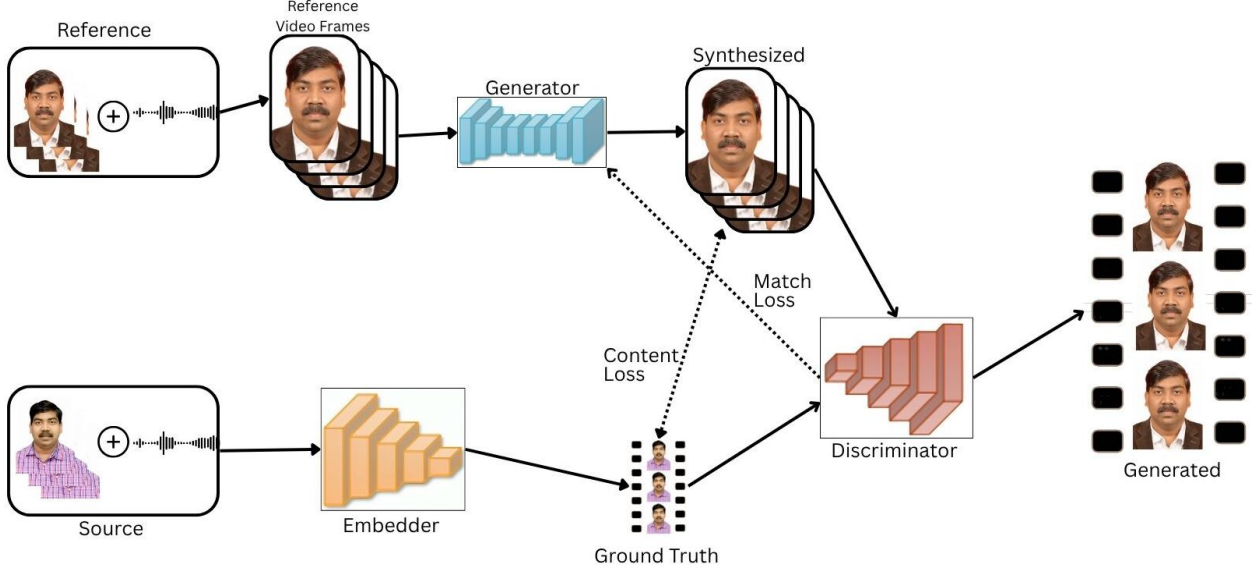 Reference
Reference
Video Frames
Generator
Synthesized
Match
Loss
Content
Loss
Discriminator
Generated
Source
Embedder
Ground Truth